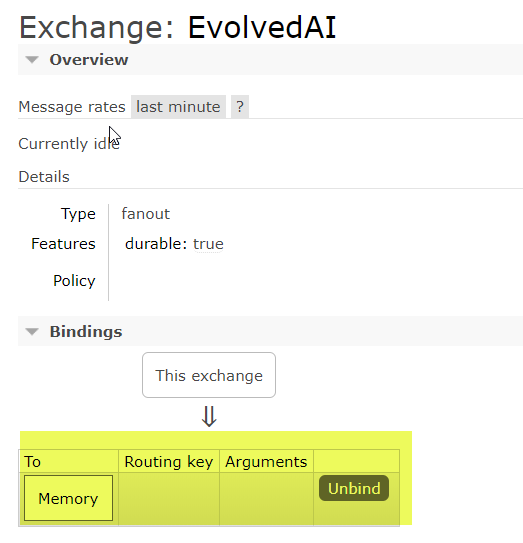 Exchange: EvolvedAI
Overview
Message rates last minute ?
Currently idle
Details
Type fanout
Features durable: true
Policy
Bindings
This exchange
⇓
To Routing key Arguments
Memory Unbind